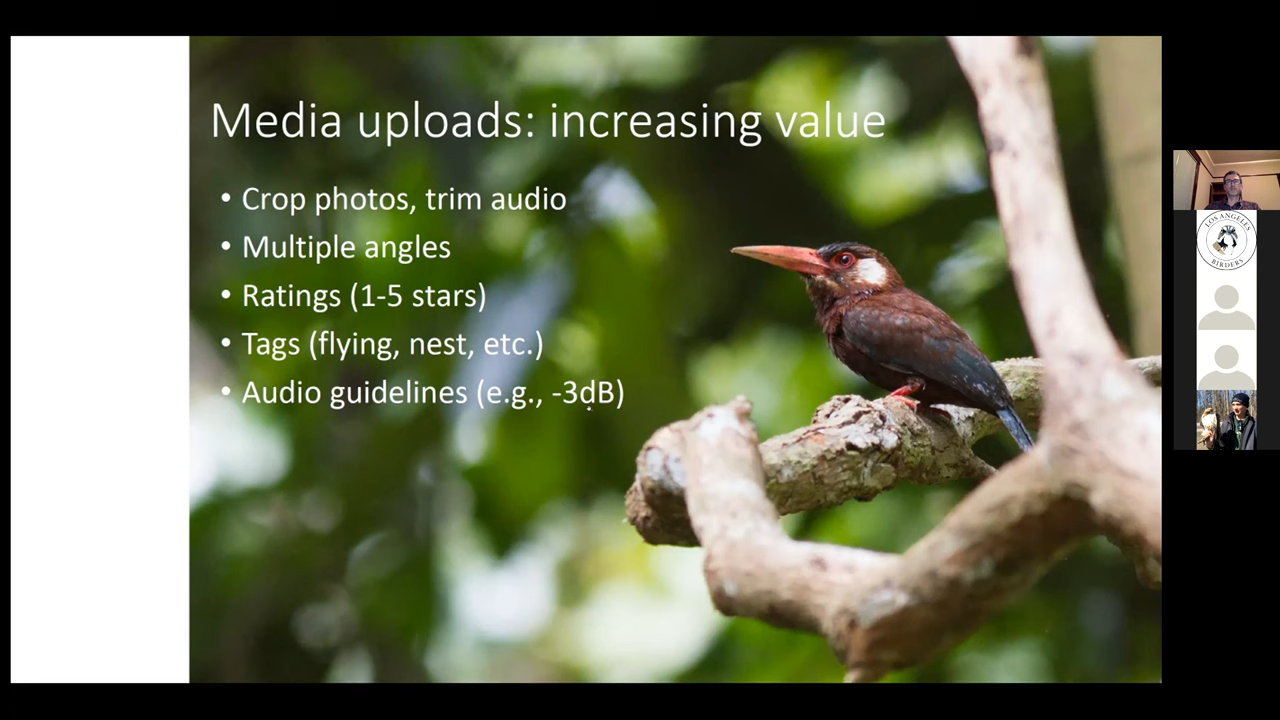 Media uploads: increasing value
• Crop photos, trim audio
• Multiple angles
• Ratings (1-5 stars)
• Tags (flying, nest, etc.)
• Audio guidelines (e.g., -3dB)
LOS ANGELES
BIRDERS